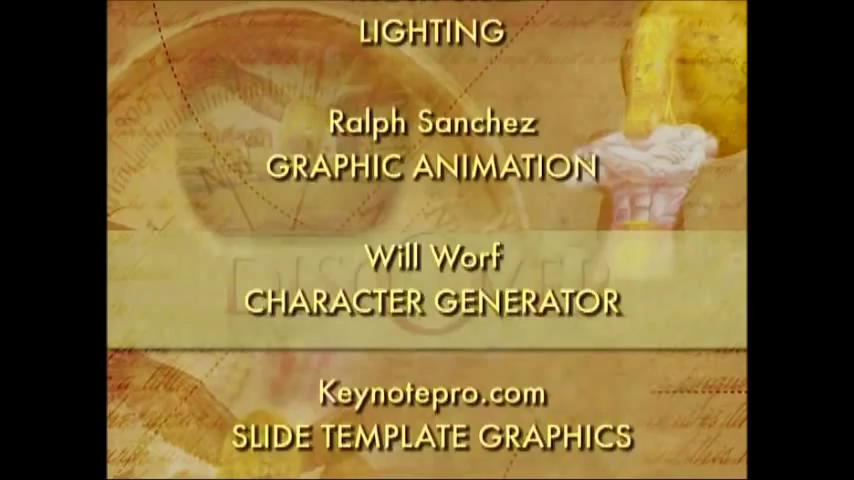 LIGHTING
Ralph Sanchez
GRAPHIC ANIMATION
Will Worf
CHARACTER GENERATOR
Keynotepro.com
SLIDE TEMPLATE GRAPHICS